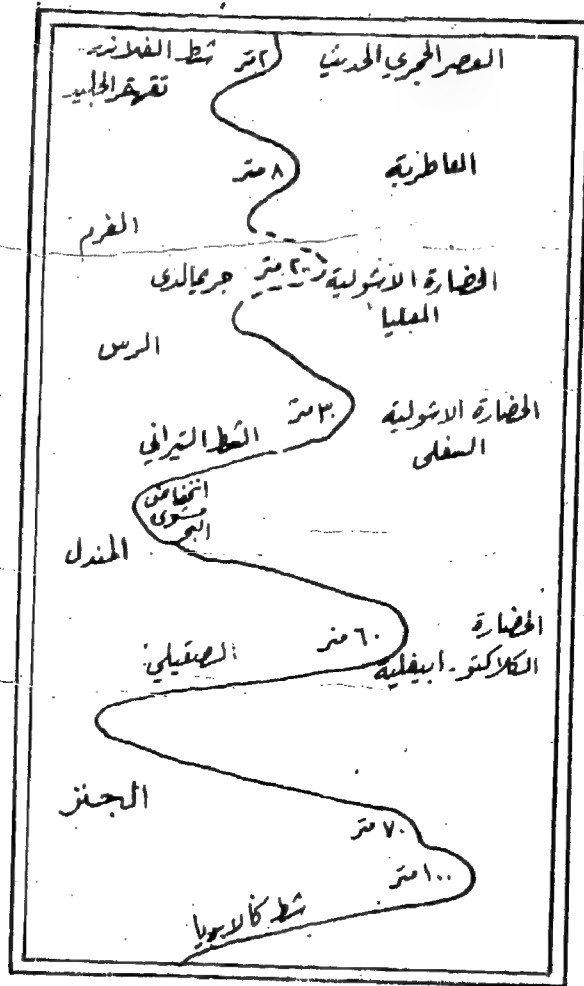 العصر الحجري الحديث
٢ متر شط الفلاندر
تقهقر الجليد
العاطرية
٨ متر
الفرم
الحضارة الاشولية
العليا
٢٠ متر جريمالدى
الرس
الحضارة الاشولية
السفلى
٣٠ متر
الشط التيراني
انخفاض
مستوى
البحر
المندل
الحضارة
الكلاكتو - ابيفلية
٦٠ متر
الصقيلي
الجنز
٧٠ متر
١٠٠ متر
شط كالابريا